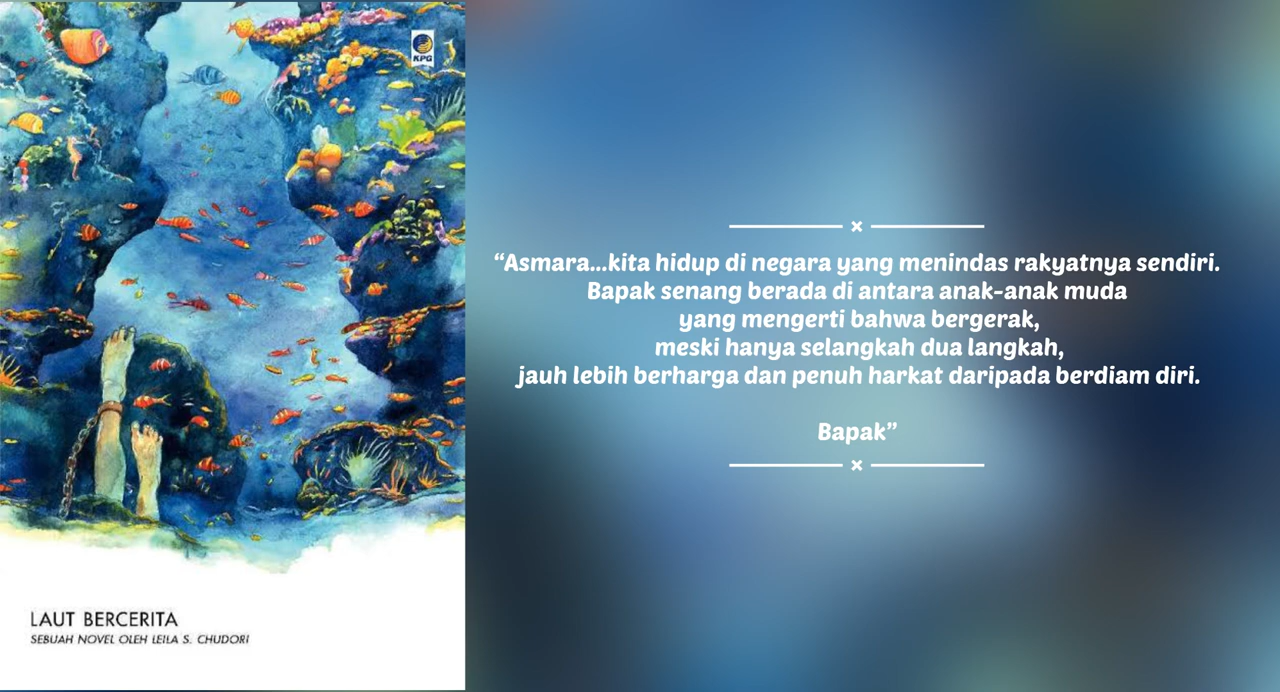 KPG
LAUT BERCERITA
SEBUAH NOVEL OLEH LEILA S. CHUDORI
“Asmara...kita hidup di negara yang menindas rakyatnya sendiri.
Bapak senang berada di antara anak-anak muda
yang mengerti bahwa bergerak,
meski hanya selangkah dua langkah,
jauh lebih berharga dan penuh harkat daripada berdiam diri.
Bapak”